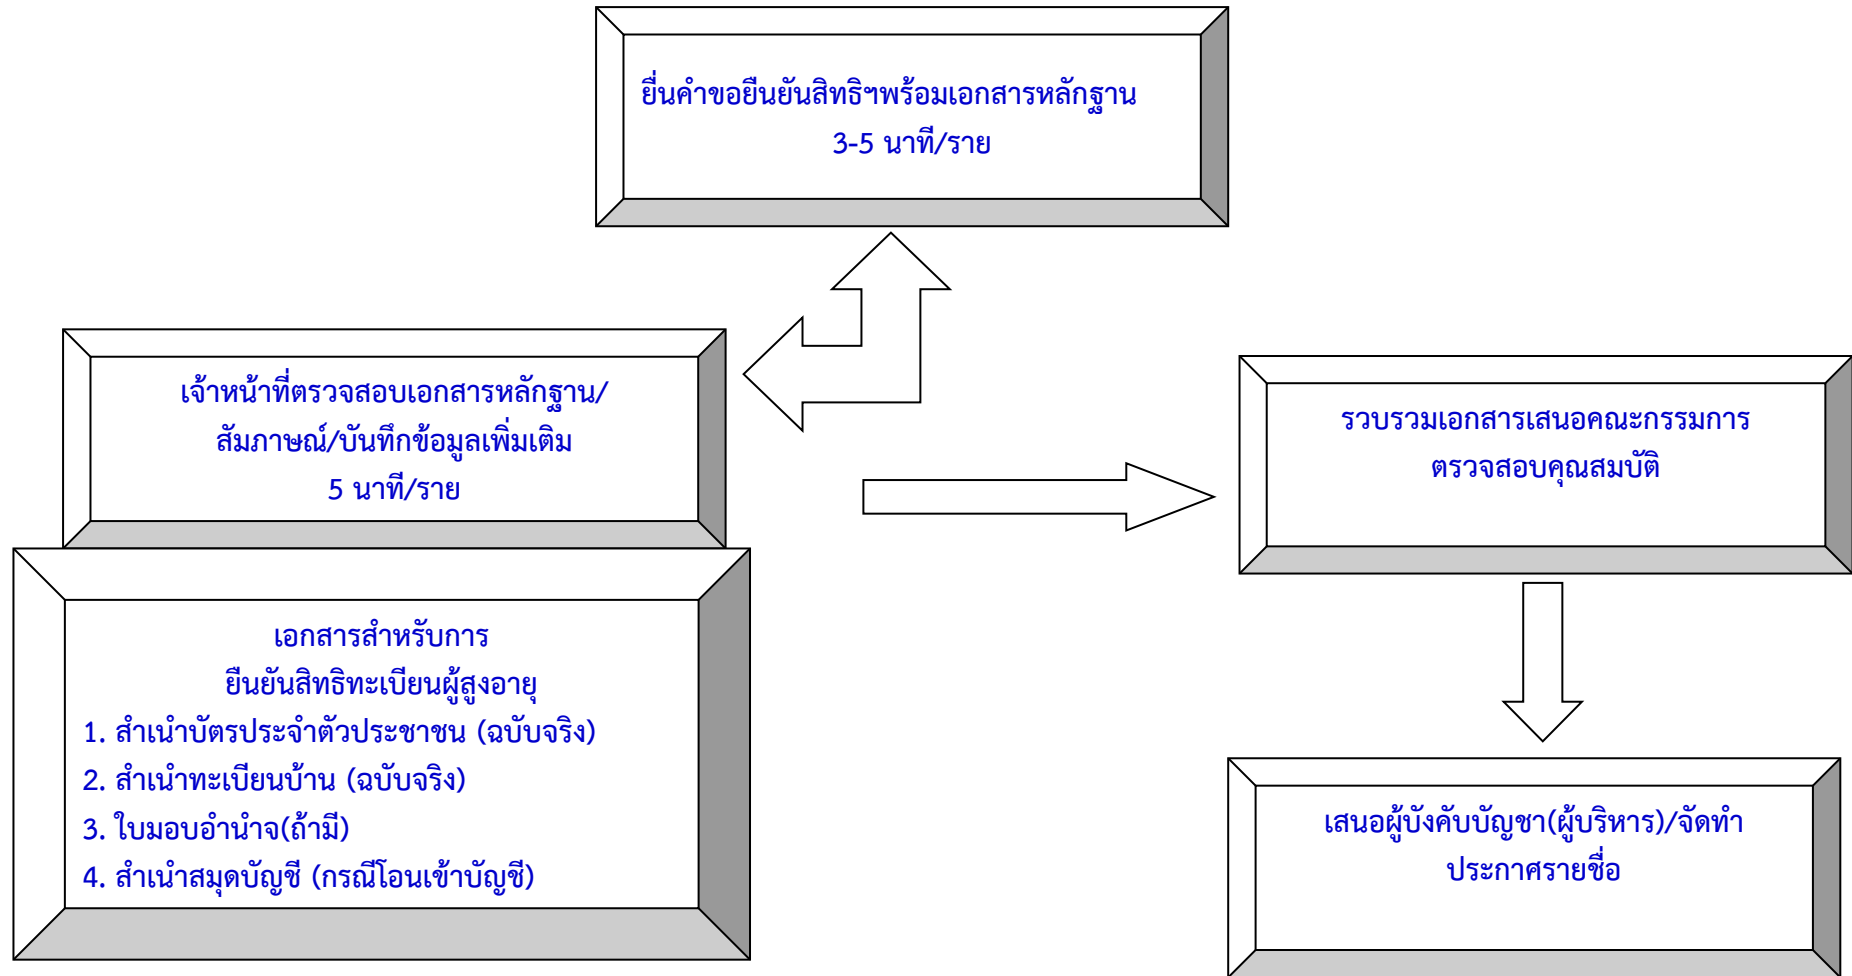 ยื่นคำขอยืนยันสิทธิฯพร้อมเอกสารหลักฐาน
3-5 นาที/ราย
เจ้าหน้าที่ตรวจสอบเอกสารหลักฐาน/
สัมภาษณ์/บันทึกข้อมูลเพิ่มเติม
5 นาที/ราย
เอกสารสำหรับการ
ยืนยันสิทธิทะเบียนผู้สูงอายุ
1. สำเนำบัตรประจำตัวประชาชน (ฉบับจริง)
2. สำเนำทะเบียนบ้าน (ฉบับจริง)
3. ใบมอบอำนำจ(ถ้ามี)
4. สำเนำสมุดบัญชี (กรณีโอนเข้าบัญชี)
รวบรวมเอกสารเสนอคณะกรรมการ
ตรวจสอบคุณสมบัติ
เสนอผู้บังคับบัญชา(ผู้บริหาร)/จัดทำ
ประกาศรายชื่อ